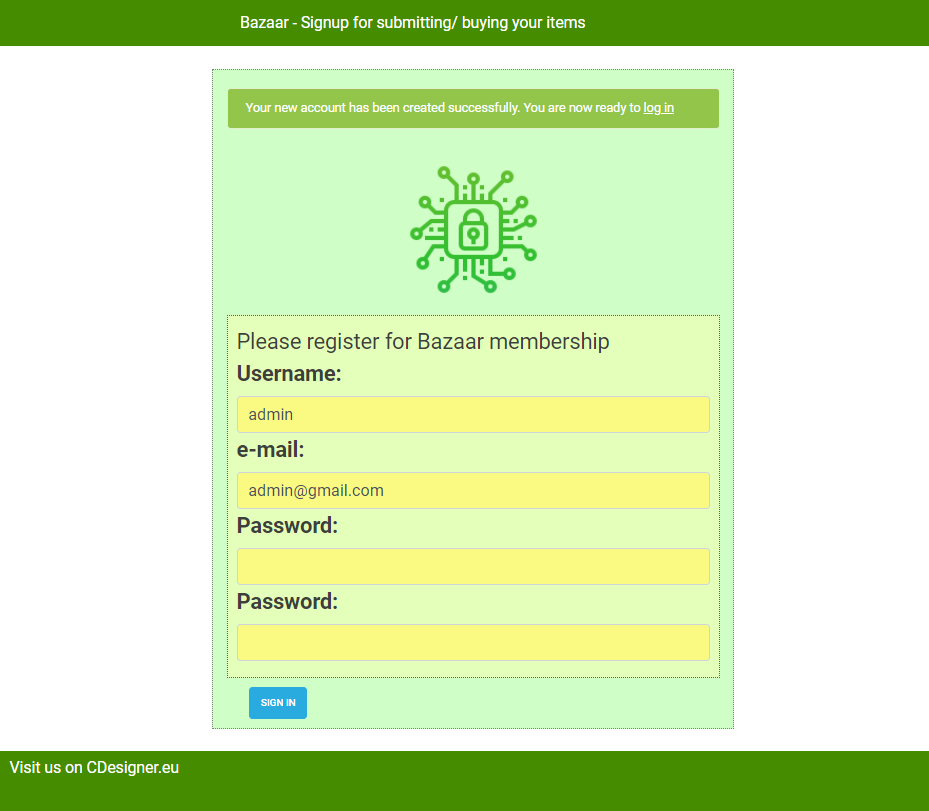 Bazaar - Signup for submitting/ buying your items
Your new account has been created successfully. You are now ready to log in
Please register for Bazaar membership
Username:
admin
e-mail:
admin@gmail.com
Password:
Password:
SIGN IN
Visit us on CDesigner.eu